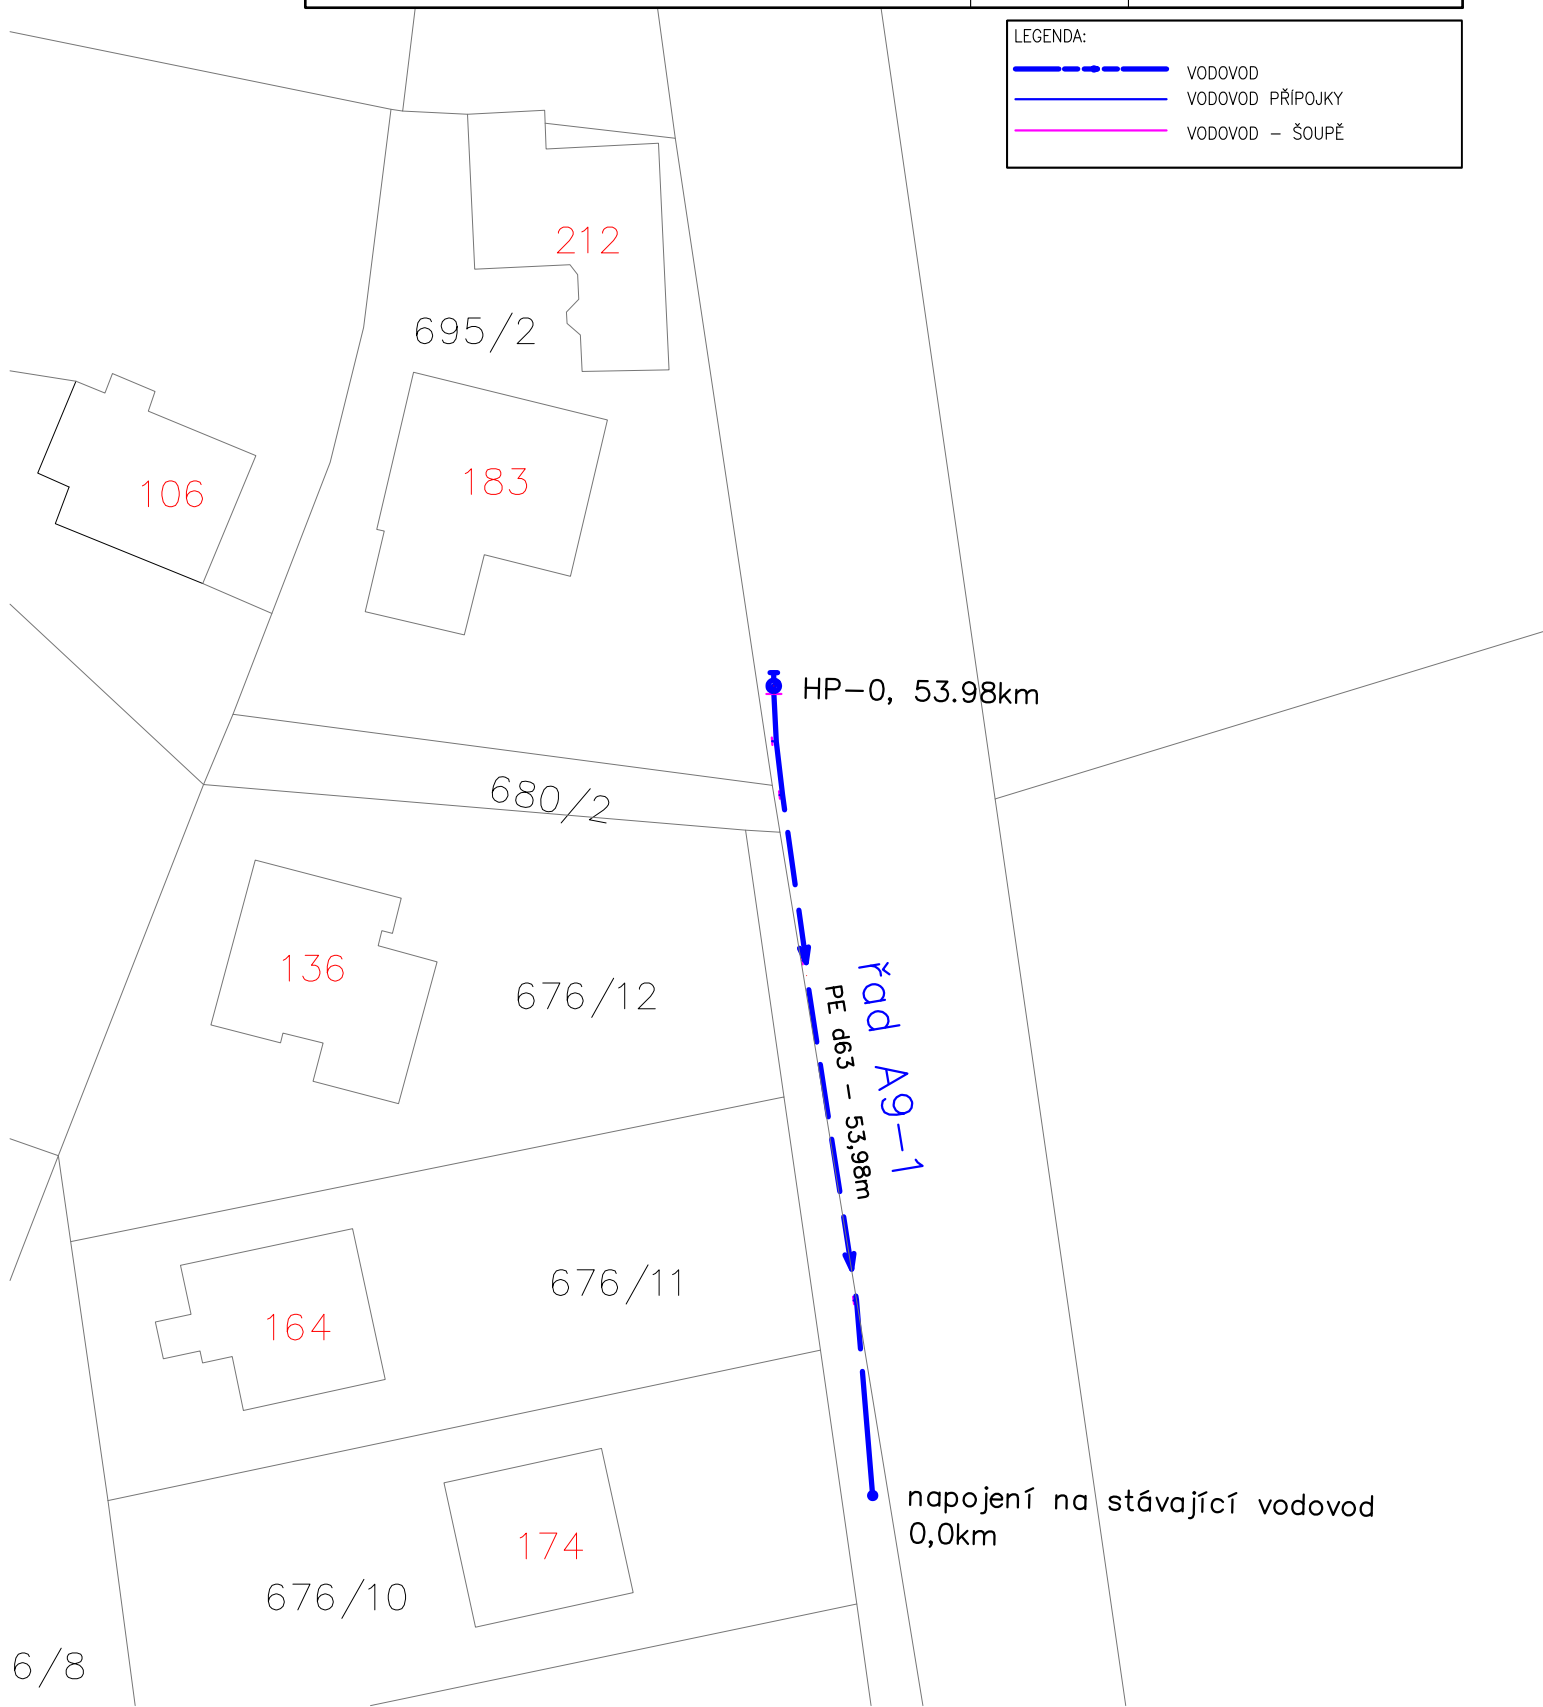 LEGENDA:
VODOVOD
VODOVOD PŘÍPOJKY
VODOVOD – ŠOUPĚ
212
695/2
106
183
HP–0, 53.98km
680/2
136
676/12
řad A9–1
PE d63 – 53,98m
676/11
164
napojení na stávající vodovod
0,0km
174
676/10
6/8